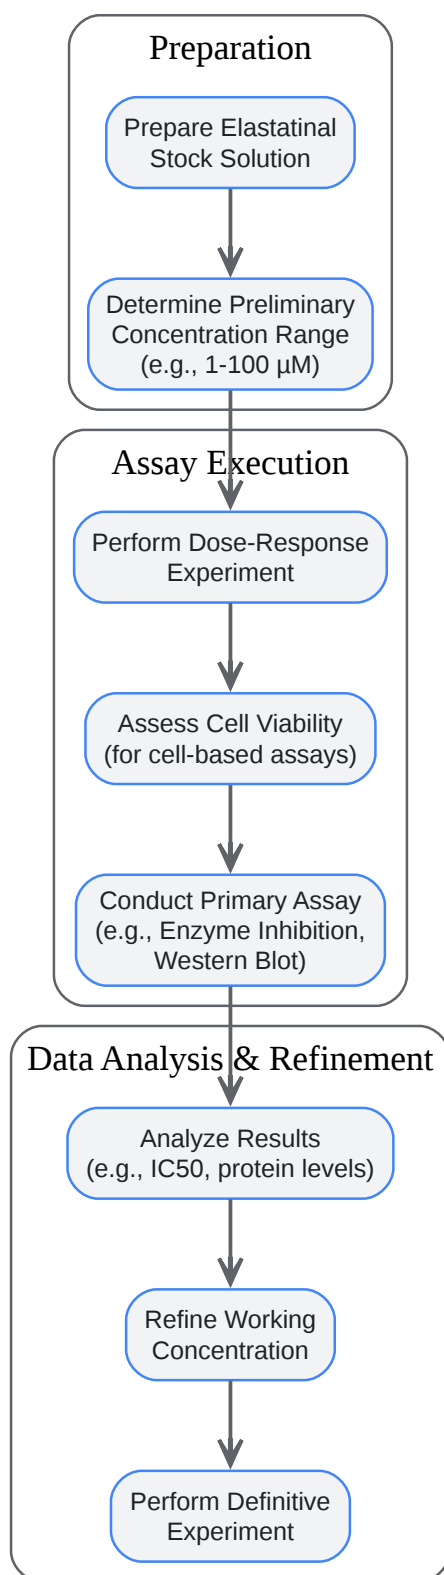 Preparation
Prepare Elastatinal
Stock Solution
Determine Preliminary
Concentration Range
(e.g., 1-100 µM)
Assay Execution
Perform Dose-Response
Experiment
Assess Cell Viability
(for cell-based assays)
Conduct Primary Assay
(e.g., Enzyme Inhibition,
Western Blot)
Data Analysis & Refinement
Analyze Results
(e.g., IC50, protein levels)
Refine Working
Concentration
Perform Definitive
Experiment